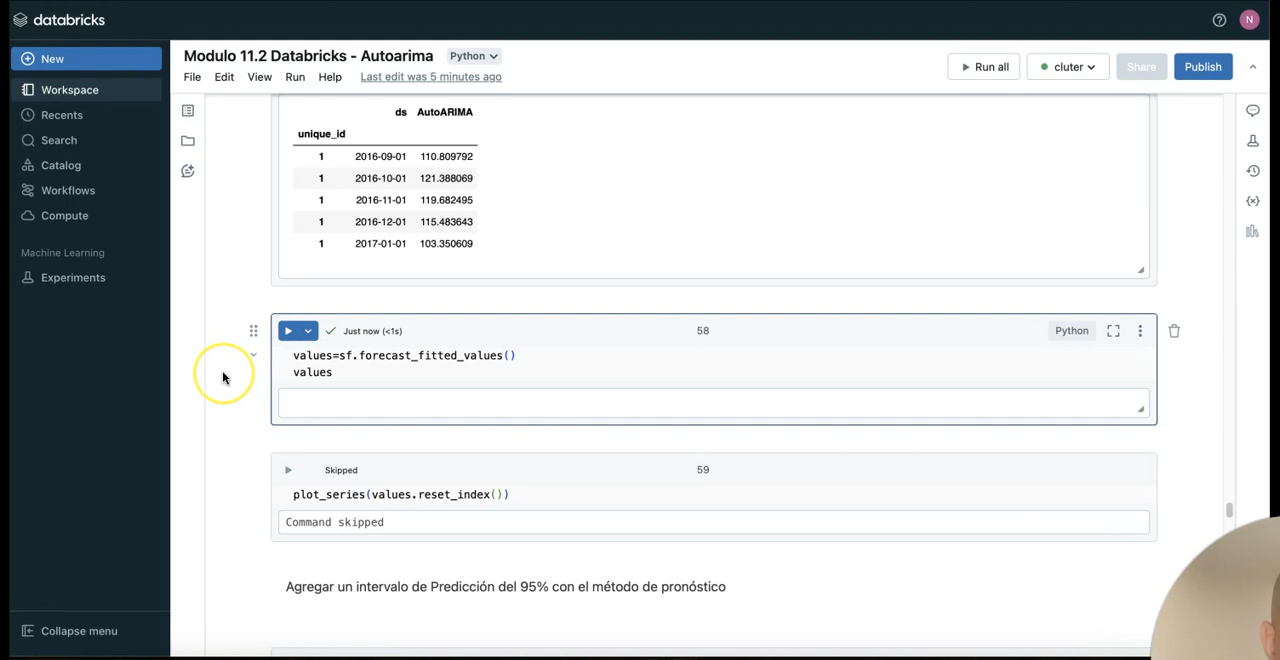 databricks
N
New
Modulo 11.2 Databricks - Autoarima Python
File Edit View Run Help Last edit was 5 minutes ago
Run all
cluter
Share
Publish
Workspace
Recents
Search
Catalog
Workflows
Compute
Machine Learning
Experiments
Collapse menu
ds AutoARIMA
unique_id
1 2016-09-01 110.809792
1 2016-10-01 121.388069
1 2016-11-01 119.682495
1 2016-12-01 115.483643
1 2017-01-01 103.350609
Just now (<1s) 58 Python
values=sf.forecast_fitted_values()
values
Skipped 59
plot_series(values.reset_index())
Command skipped
Agregar un intervalo de Predicción del 95% con el método de pronóstico